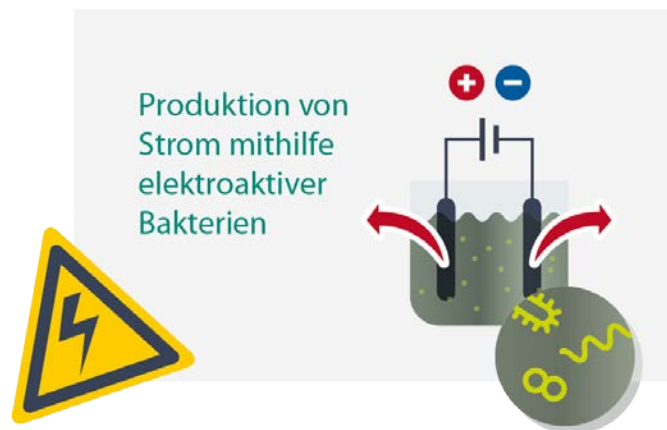 Produktion von
Strom mithilfe
elektroaktiver
Bakterien